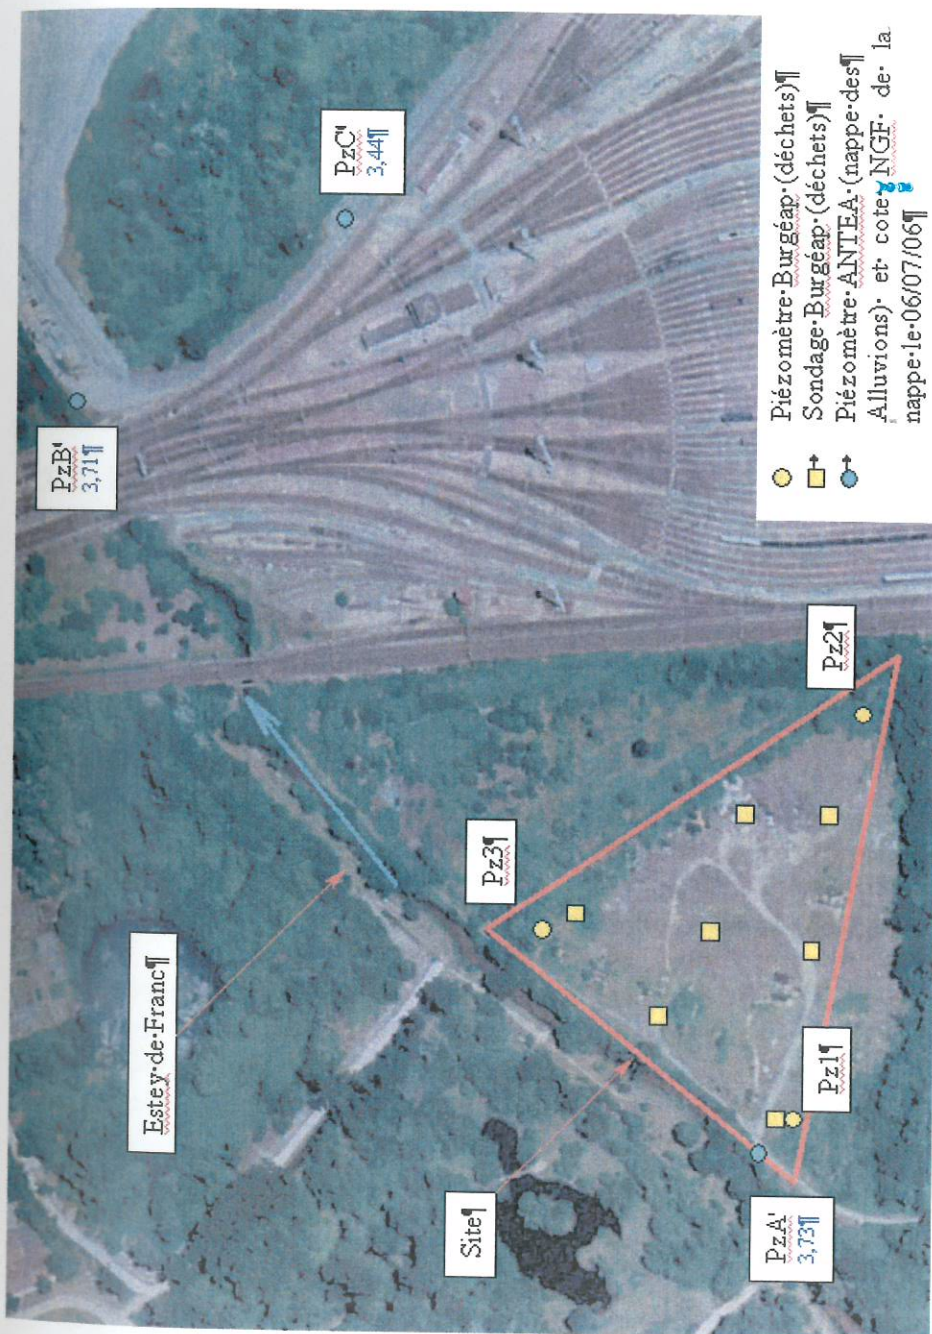 Estey·de·Franc¶
Site¶
PzA'
3,73¶
Pz1¶
Pz3¶
Pz2¶
PzB'
3,71¶
PzC'
3,44¶
Piézomètre·Burgéap·(déchets)¶
Sondage·Burgéap·(déchets)¶
Piézomètre·ANTEA·(nappe·des¶
Alluvions)· et· cote· NGF· de· la
nappe·le·06/07/06¶